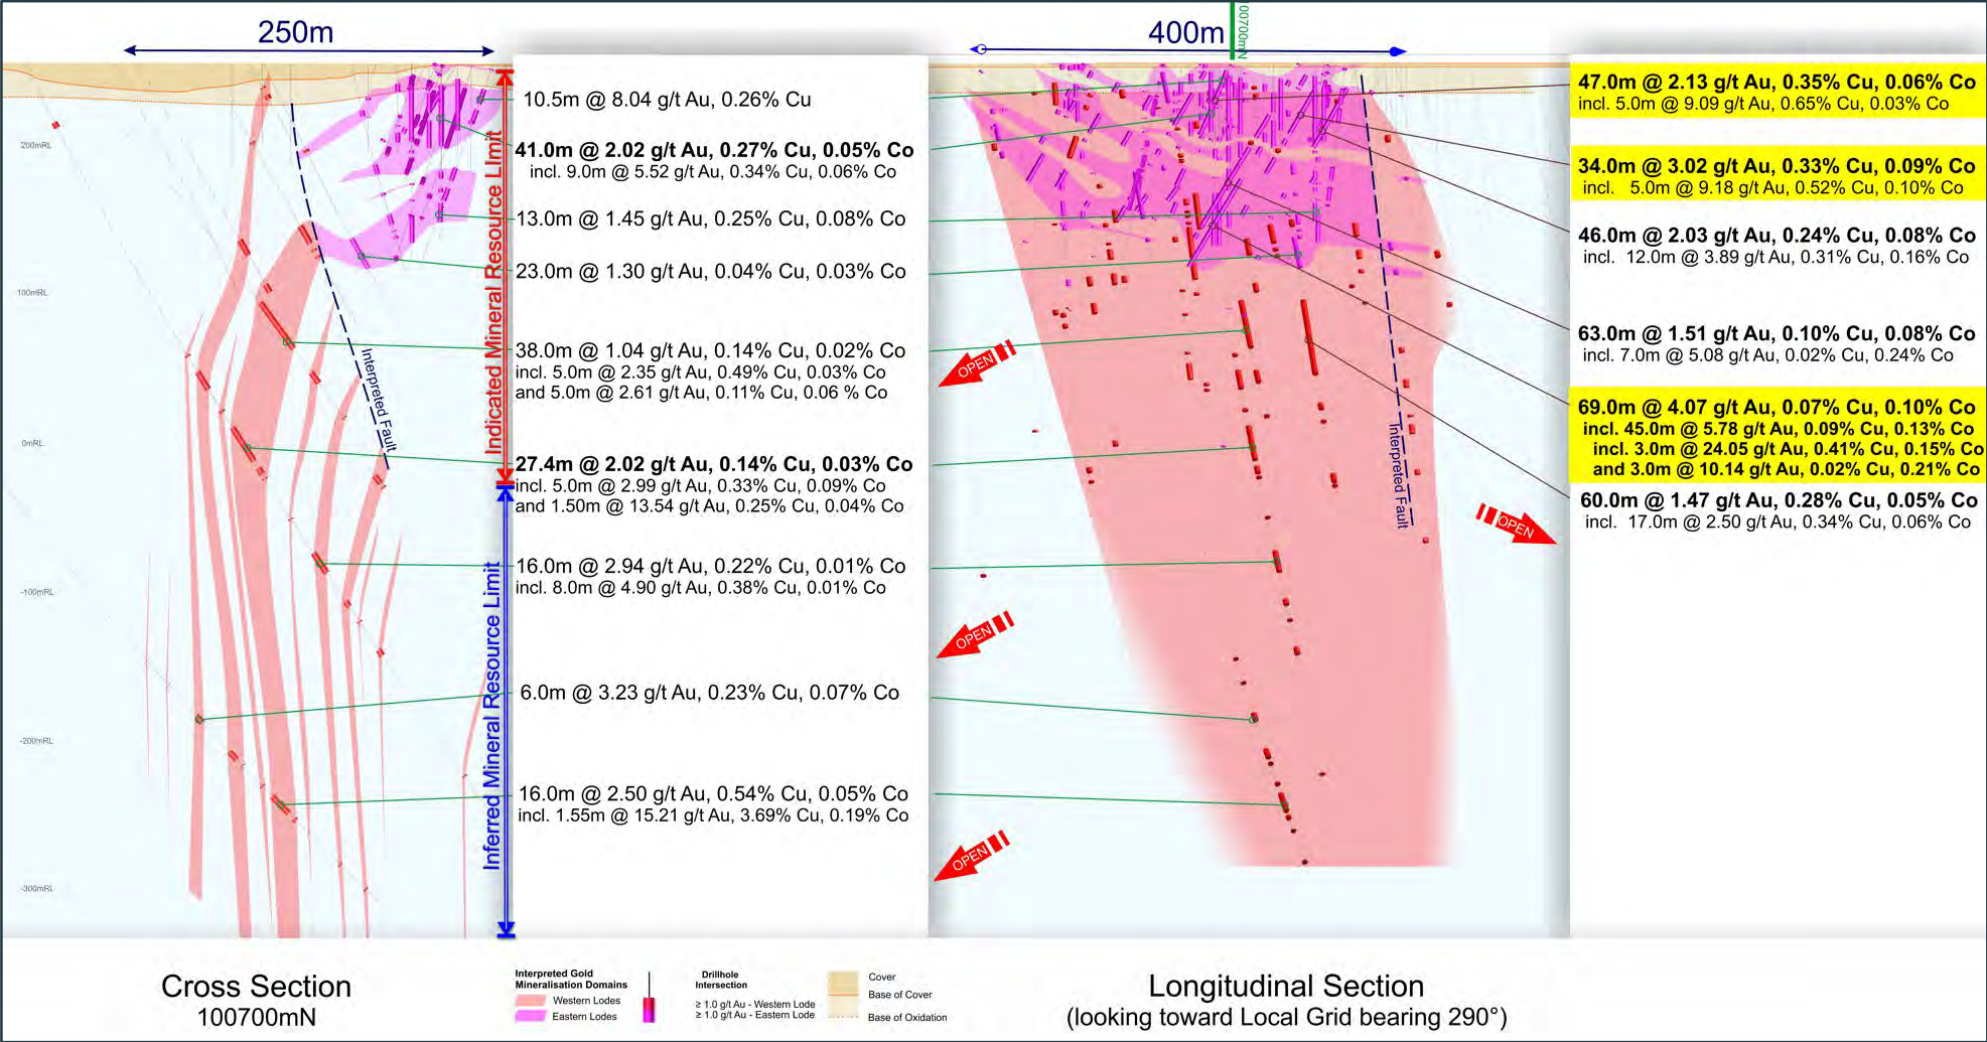 250m
400m
00700mN
200mRL
100mRL
0mRL
-100mRL
-200mRL
-300mRL
Interpreted Fault
Indicated Mineral Resource Limit
Inferred Mineral Resource Limit
10.5m @ 8.04 g/t Au, 0.26% Cu
41.0m @ 2.02 g/t Au, 0.27% Cu, 0.05% Co
incl. 9.0m @ 5.52 g/t Au, 0.34% Cu, 0.06% Co
13.0m @ 1.45 g/t Au, 0.25% Cu, 0.08% Co
23.0m @ 1.30 g/t Au, 0.04% Cu, 0.03% Co
38.0m @ 1.04 g/t Au, 0.14% Cu, 0.02% Co
incl. 5.0m @ 2.35 g/t Au, 0.49% Cu, 0.03% Co
and 5.0m @ 2.61 g/t Au, 0.11% Cu, 0.06 % Co
27.4m @ 2.02 g/t Au, 0.14% Cu, 0.03% Co
incl. 5.0m @ 2.99 g/t Au, 0.33% Cu, 0.09% Co
and 1.50m @ 13.54 g/t Au, 0.25% Cu, 0.04% Co
16.0m @ 2.94 g/t Au, 0.22% Cu, 0.01% Co
incl. 8.0m @ 4.90 g/t Au, 0.38% Cu, 0.01% Co
6.0m @ 3.23 g/t Au, 0.23% Cu, 0.07% Co
16.0m @ 2.50 g/t Au, 0.54% Cu, 0.05% Co
incl. 1.55m @ 15.21 g/t Au, 3.69% Cu, 0.19% Co
OPEN
OPEN
OPEN
Interpreted Fault
OPEN
47.0m @ 2.13 g/t Au, 0.35% Cu, 0.06% Co
incl. 5.0m @ 9.09 g/t Au, 0.65% Cu, 0.03% Co
34.0m @ 3.02 g/t Au, 0.33% Cu, 0.09% Co
incl. 5.0m @ 9.18 g/t Au, 0.52% Cu, 0.10% Co
46.0m @ 2.03 g/t Au, 0.24% Cu, 0.08% Co
incl. 12.0m @ 3.89 g/t Au, 0.31% Cu, 0.16% Co
63.0m @ 1.51 g/t Au, 0.10% Cu, 0.08% Co
incl. 7.0m @ 5.08 g/t Au, 0.02% Cu, 0.24% Co
69.0m @ 4.07 g/t Au, 0.07% Cu, 0.10% Co
incl. 45.0m @ 5.78 g/t Au, 0.09% Cu, 0.13% Co
incl. 3.0m @ 24.05 g/t Au, 0.41% Cu, 0.15% Co
and 3.0m @ 10.14 g/t Au, 0.02% Cu, 0.21% Co
60.0m @ 1.47 g/t Au, 0.28% Cu, 0.05% Co
incl. 17.0m @ 2.50 g/t Au, 0.34% Cu, 0.06% Co
Cross Section
100700mN
Interpreted Gold
Mineralisation Domains
Western Lodes
Eastern Lodes
Drillhole
Intersection
≥ 1.0 g/t Au - Western Lode
≥ 1.0 g/t Au - Eastern Lode
Cover
Base of Cover
Base of Oxidation
Longitudinal Section
(looking toward Local Grid bearing 290°)